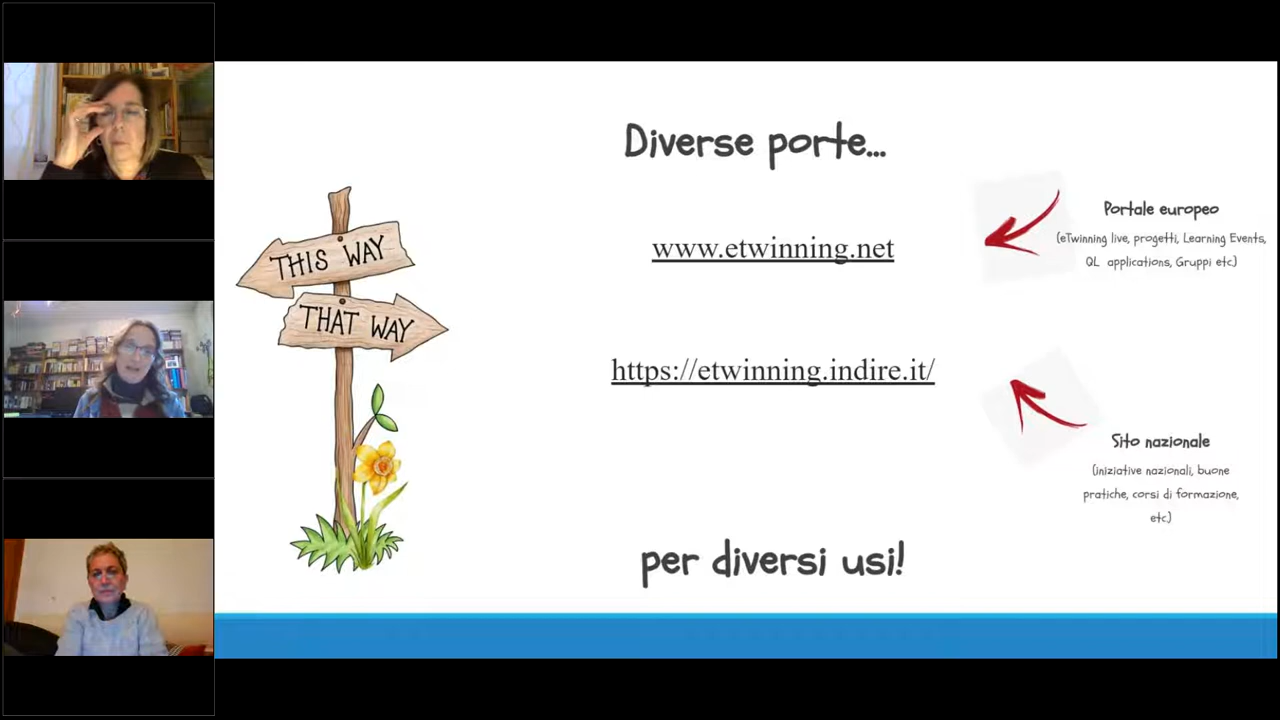 Diverse porte...
THIS WAY
THAT WAY
www.etwinning.net
Portale europeo
(eTwinning live, progetti, Learning Events,
QL applications, Gruppi etc)
https://etwinning.indire.it/
Sito nazionale
(iniziative nazionali, buone
pratiche, corsi di formazione,
etc.)
per diversi usi!